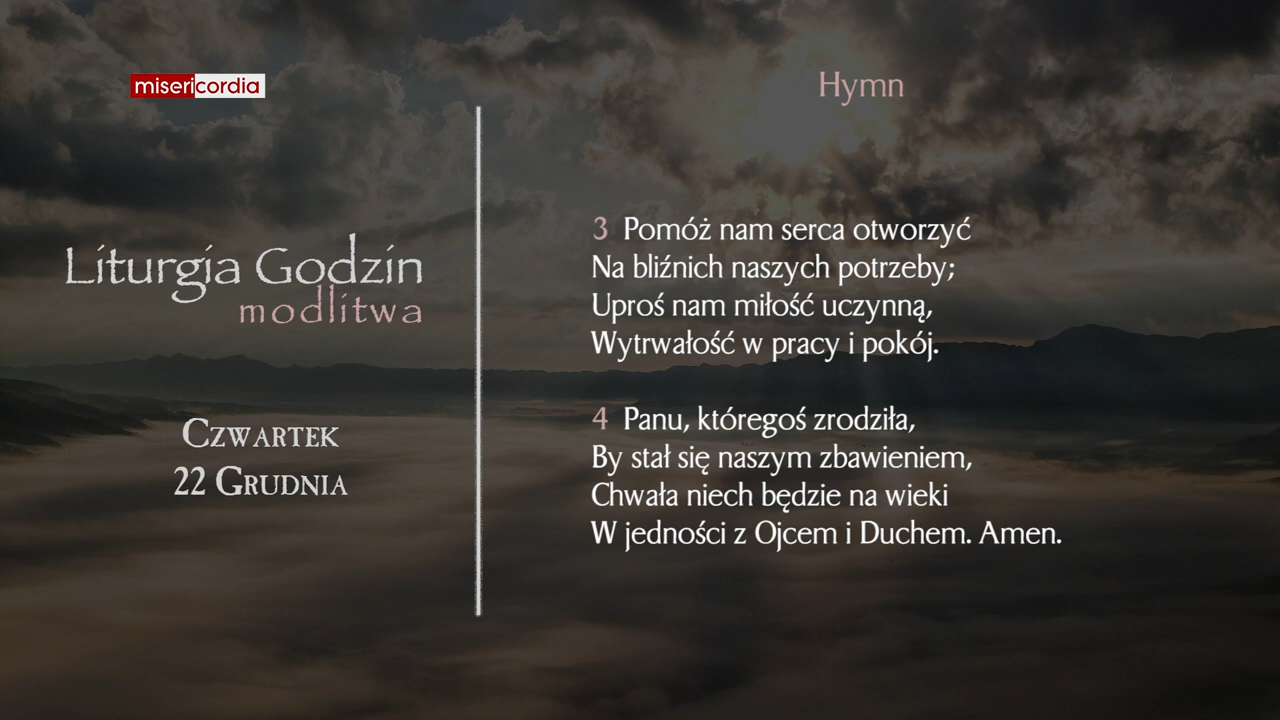 misericordia
Liturgia Godzin
modlitwa
Czwartek
22 Grudnia
Hymn
3 Pomóż nam serca otworzyć
Na bliźnich naszych potrzeby;
Uproś nam miłość uczynną,
Wytrwałość w pracy i pokój.
4 Panu, któregoś zrodziła,
By stał się naszym zbawieniem,
Chwała niech będzie na wieki
W jedności z Ojcem i Duchem. Amen.